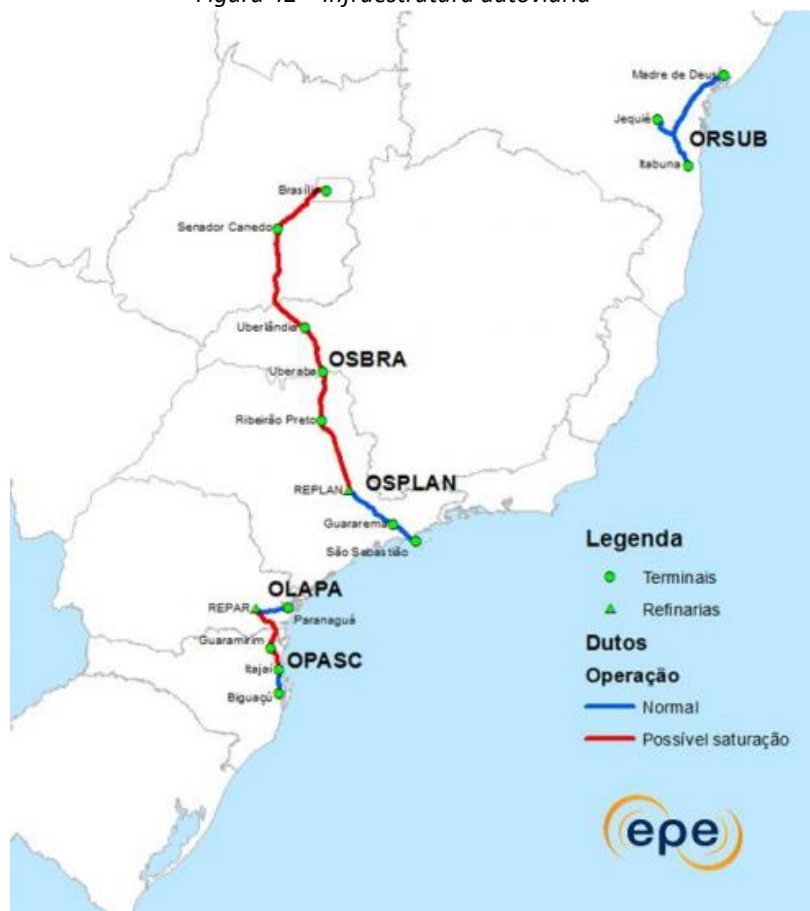 Madre de Deus
Jequié
ORSUB
Itabuna
Brasília
Senador Canedo
Uberlândia
OSBRA
Uberaba
Ribeirão Preto
OSPLAN
REPLAN
Guararema
São Sebastião
OLAPA
REPAR
Paranaguá
Guaramirim
OPASC
Itajaí
Biguaçú
Legenda
Terminais
Refinarias
Dutos
Operação
Normal
Possível saturação
epe